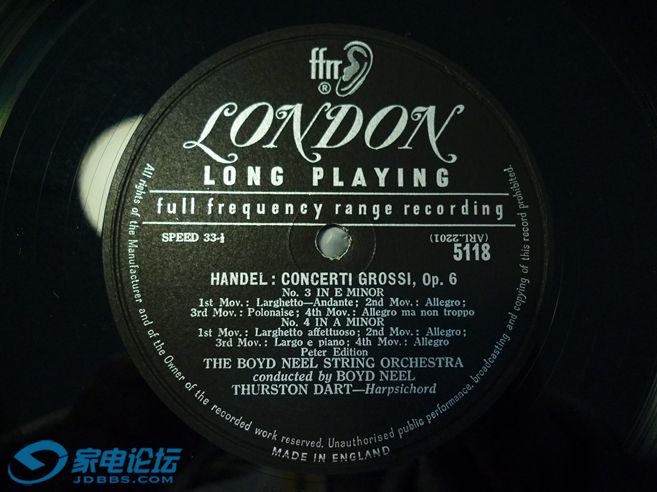 ffrr
®
LONDON
LONG PLAYING
full frequency range recording
SPEED 33-⅓
(ARL.2201)
5118
HANDEL: CONCERTI GROSSI, Op. 6
No. 3 IN E MINOR
1st Mov.: Larghetto—Andante; 2nd Mov.: Allegro;
3rd Mov.: Polonaise; 4th Mov.: Allegro ma non troppo
No. 4 IN A MINOR
1st Mov.: Larghetto affettuoso; 2nd Mov.: Allegro;
3rd Mov.: Largo e piano; 4th Mov.: Allegro
Peter Edition
THE BOYD NEEL STRING ORCHESTRA
conducted by BOYD NEEL
THURSTON DART—Harpsichord
All rights of the Manufacturer and of the Owner of the recorded work reserved. Unauthorised public performance, broadcasting and copying of this record prohibited.
MADE IN ENGLAND
家电论坛
JDBBS.COM